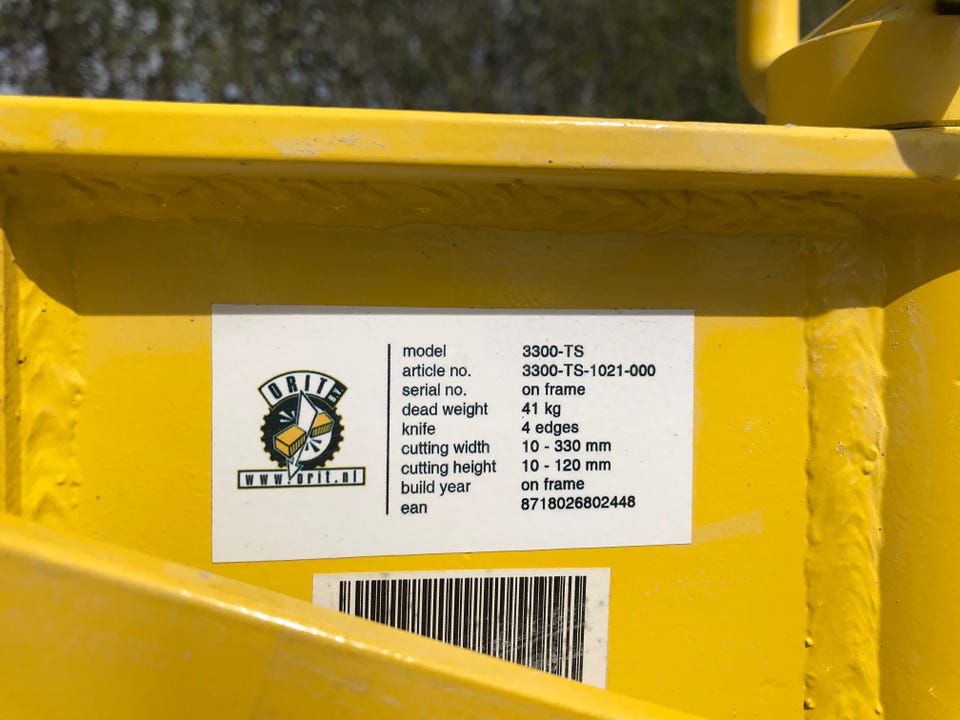 ORIT BV
www.orit.nl
model 3300-TS
article no. 3300-TS-1021-000
serial no. on frame
dead weight 41 kg
knife 4 edges
cutting width 10 - 330 mm
cutting height 10 - 120 mm
build year on frame
ean 8718026802448